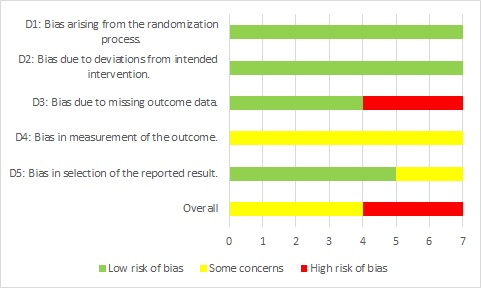 D1: Bias arising from the randomization
process.
D2: Bias due to deviations from intended
intervention.
D3: Bias due to missing outcome data.
D4: Bias in measurement of the outcome.
D5: Bias in selection of the reported result.
Overall
0 1 2 3 4 5 6 7
Low risk of bias Some concerns High risk of bias